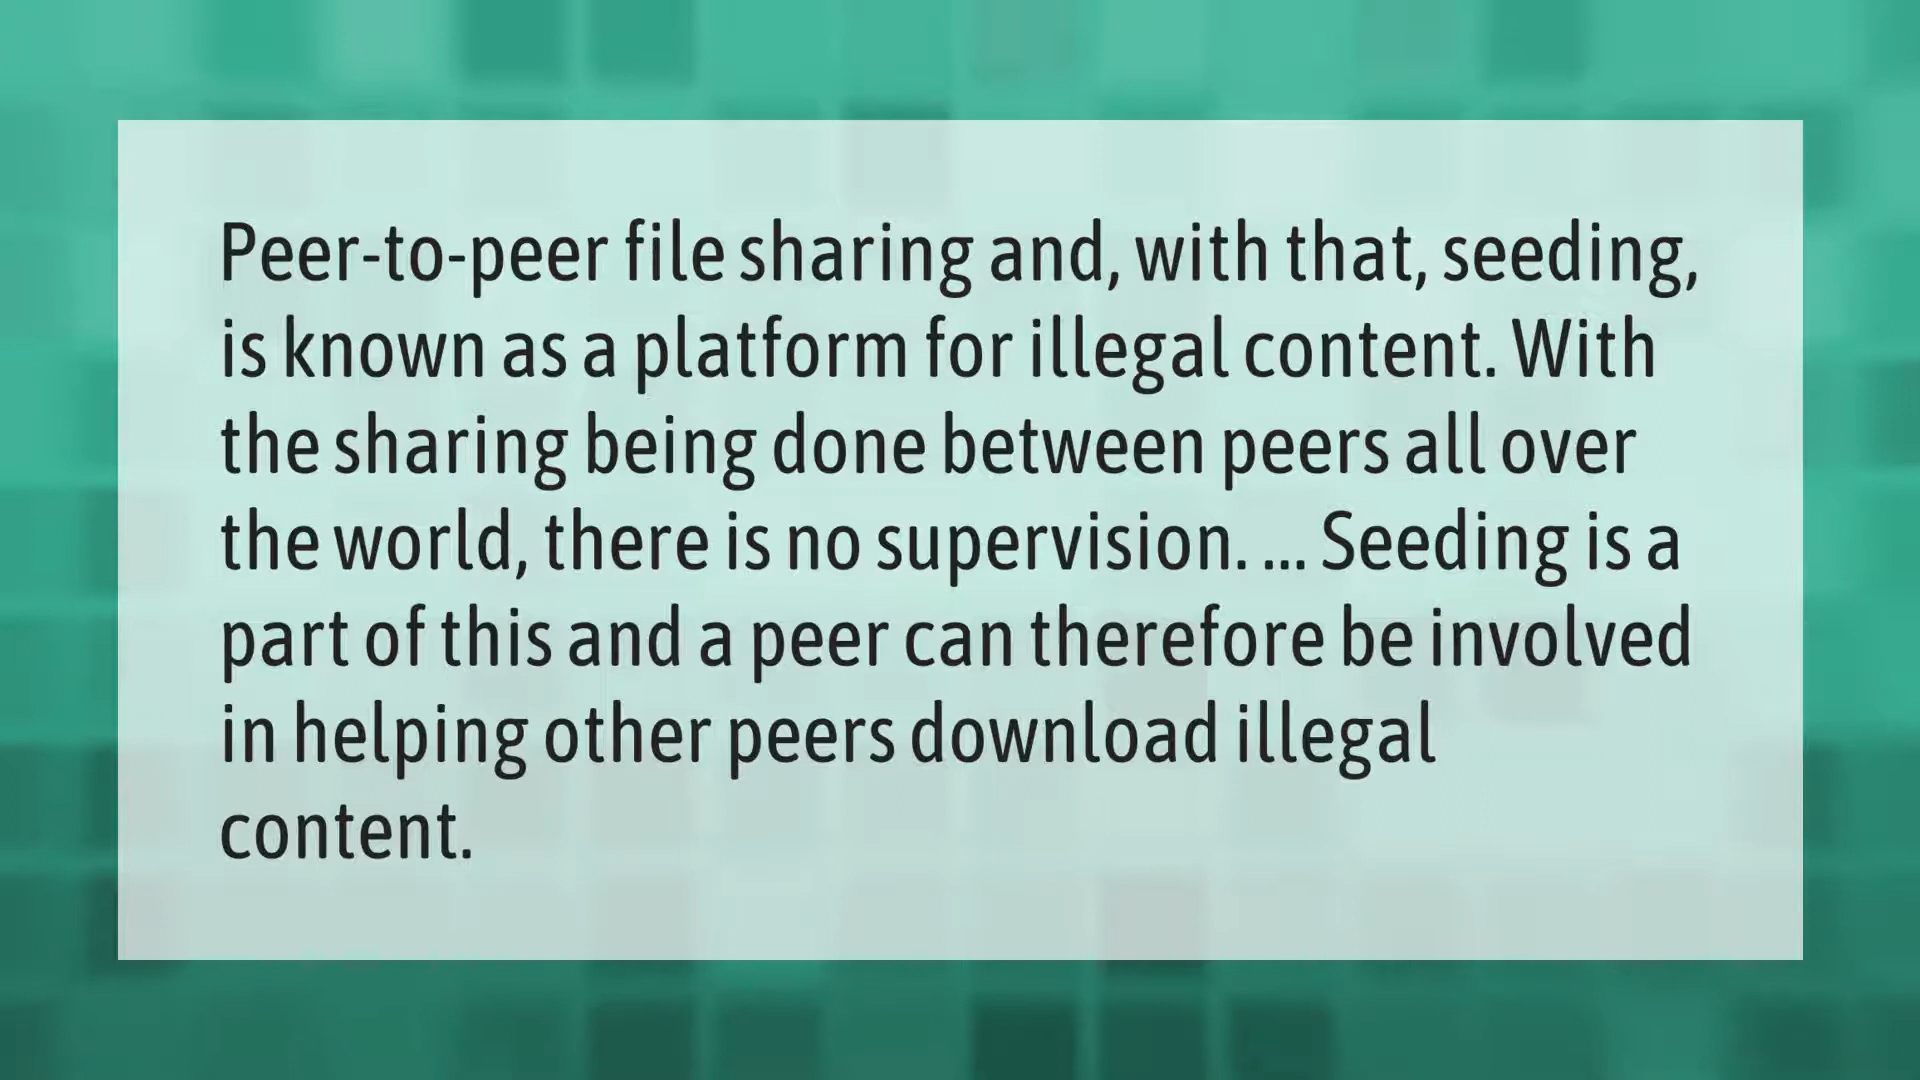 Peer-to-peer file sharing and, with that, seeding,
is known as a platform for illegal content. With
the sharing being done between peers all over
the world, there is no supervision. ... Seeding is a
part of this and a peer can therefore be involved
in helping other peers download illegal
content.